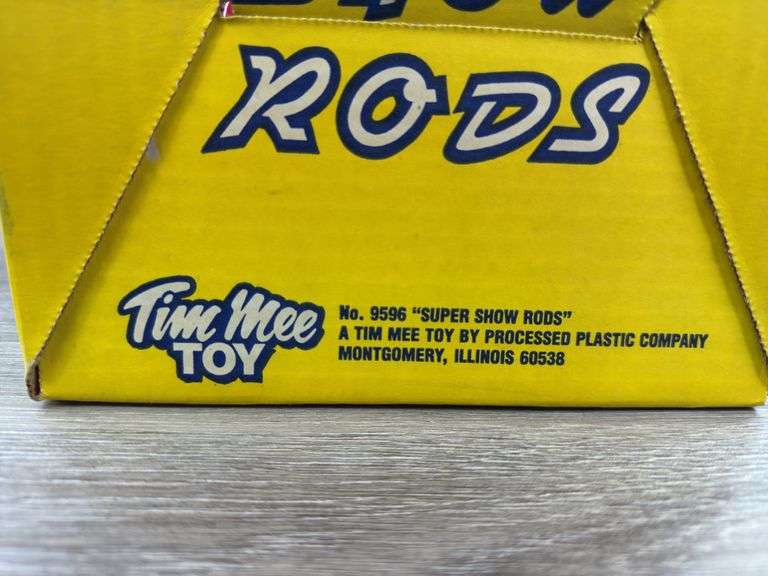 SHOW
RODS
Tim Mee
TOY
No. 9596 "SUPER SHOW RODS"
A TIM MEE TOY BY PROCESSED PLASTIC COMPANY
MONTGOMERY, ILLINOIS 60538